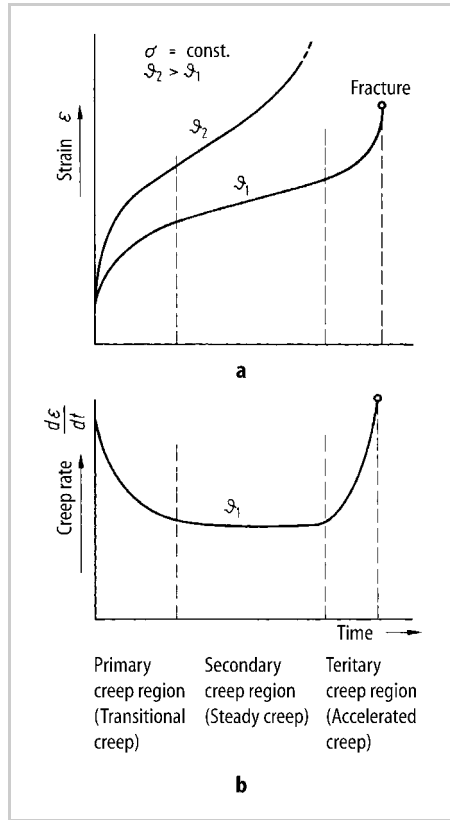 σ = const.
ϑ₂ > ϑ₁
Fracture
Strain ε
ϑ₂
ϑ₁
a
dε/dt
Creep rate
ϑ₁
Time
Primary
creep region
(Transitional
creep)
Secondary
creep region
(Steady creep)
Teritary
creep region
(Accelerated
creep)
b